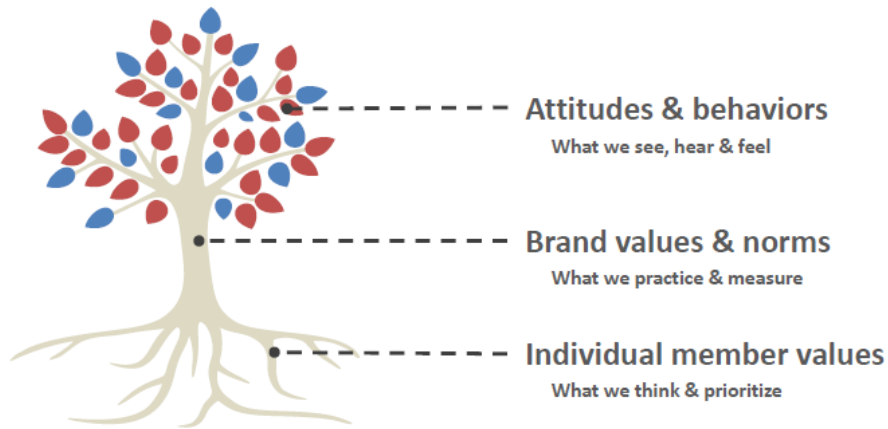 Attitudes & behaviors
What we see, hear & feel
Brand values & norms
What we practice & measure
Individual member values
What we think & prioritize